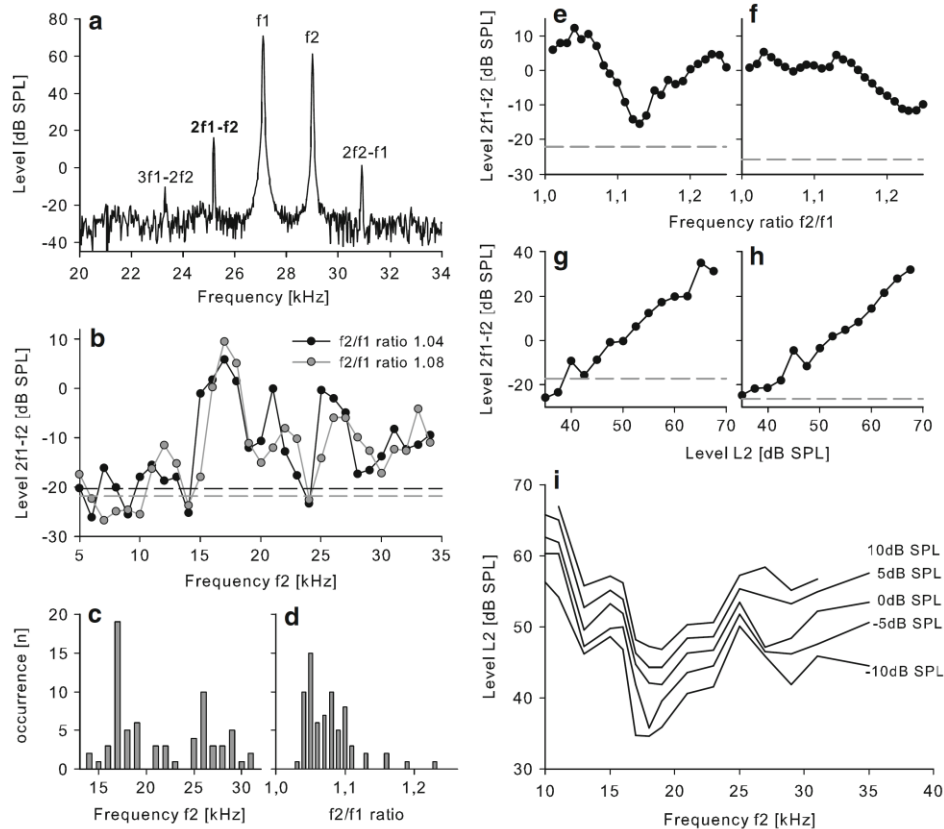 a
80
60
40
20
0
-20
-40
Level [dB SPL]
f1
f2
2f1-f2
3f1-2f2
2f2-f1
20 22 24 26 28 30 32 34
Frequency [kHz]
b
10
0
-10
-20
-30
Level 2f1-f2 [dB SPL]
f2/f1 ratio 1.04
f2/f1 ratio 1.08
5 10 15 20 25 30 35
Frequency f2 [kHz]
c
20
15
10
5
0
occurrence [n]
15 20 25 30
Frequency f2 [kHz]
d
1,0 1,1 1,2
f2/f1 ratio
e
10
0
-10
-20
-30
Level 2f1-f2 [dB SPL]
1,0 1,1 1,2
f
1,0 1,1 1,2
Frequency ratio f2/f1
g
40
20
0
-20
Level 2f1-f2 [dB SPL]
40 50 60 70
h
40 50 60 70
Level L2 [dB SPL]
i
70
60
50
40
30
Level L2 [dB SPL]
10dB SPL
5dB SPL
0dB SPL
-5dB SPL
-10dB SPL
10 15 20 25 30 35 40
Frequency f2 [kHz]